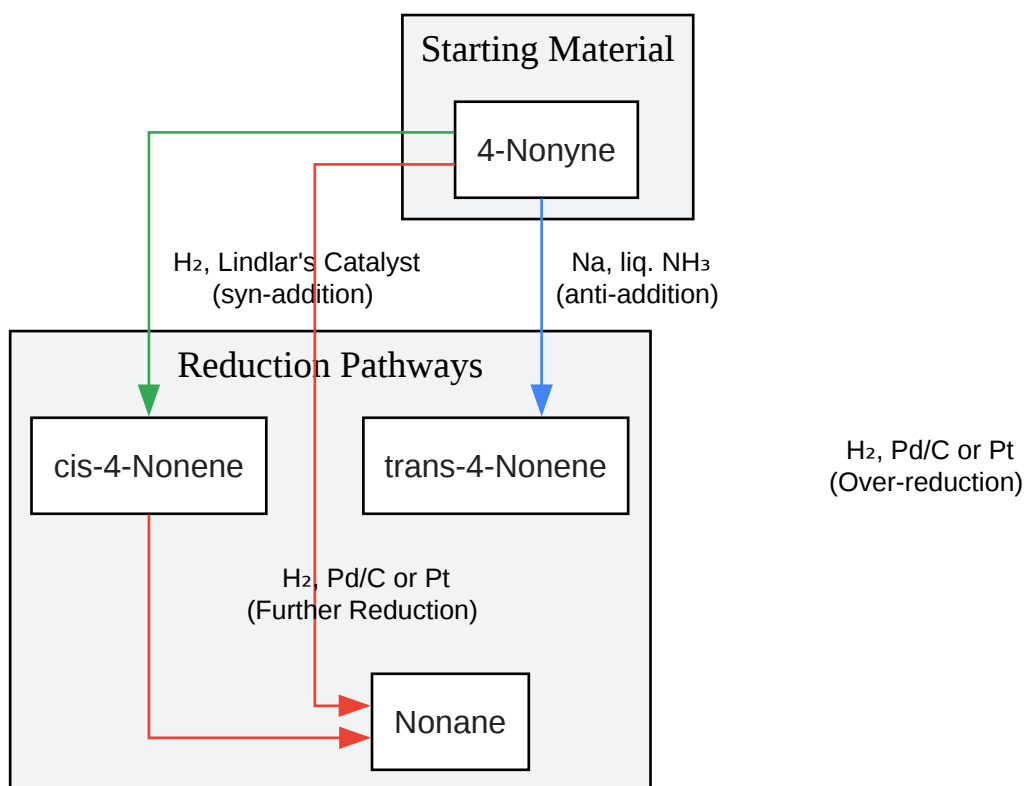 Starting Material
4-Nonyne
H₂, Lindlar's Catalyst
(syn-addition)
Na, liq. NH₃
(anti-addition)
Reduction Pathways
cis-4-Nonene
trans-4-Nonene
H₂, Pd/C or Pt
(Over-reduction)
H₂, Pd/C or Pt
(Further Reduction)
Nonane